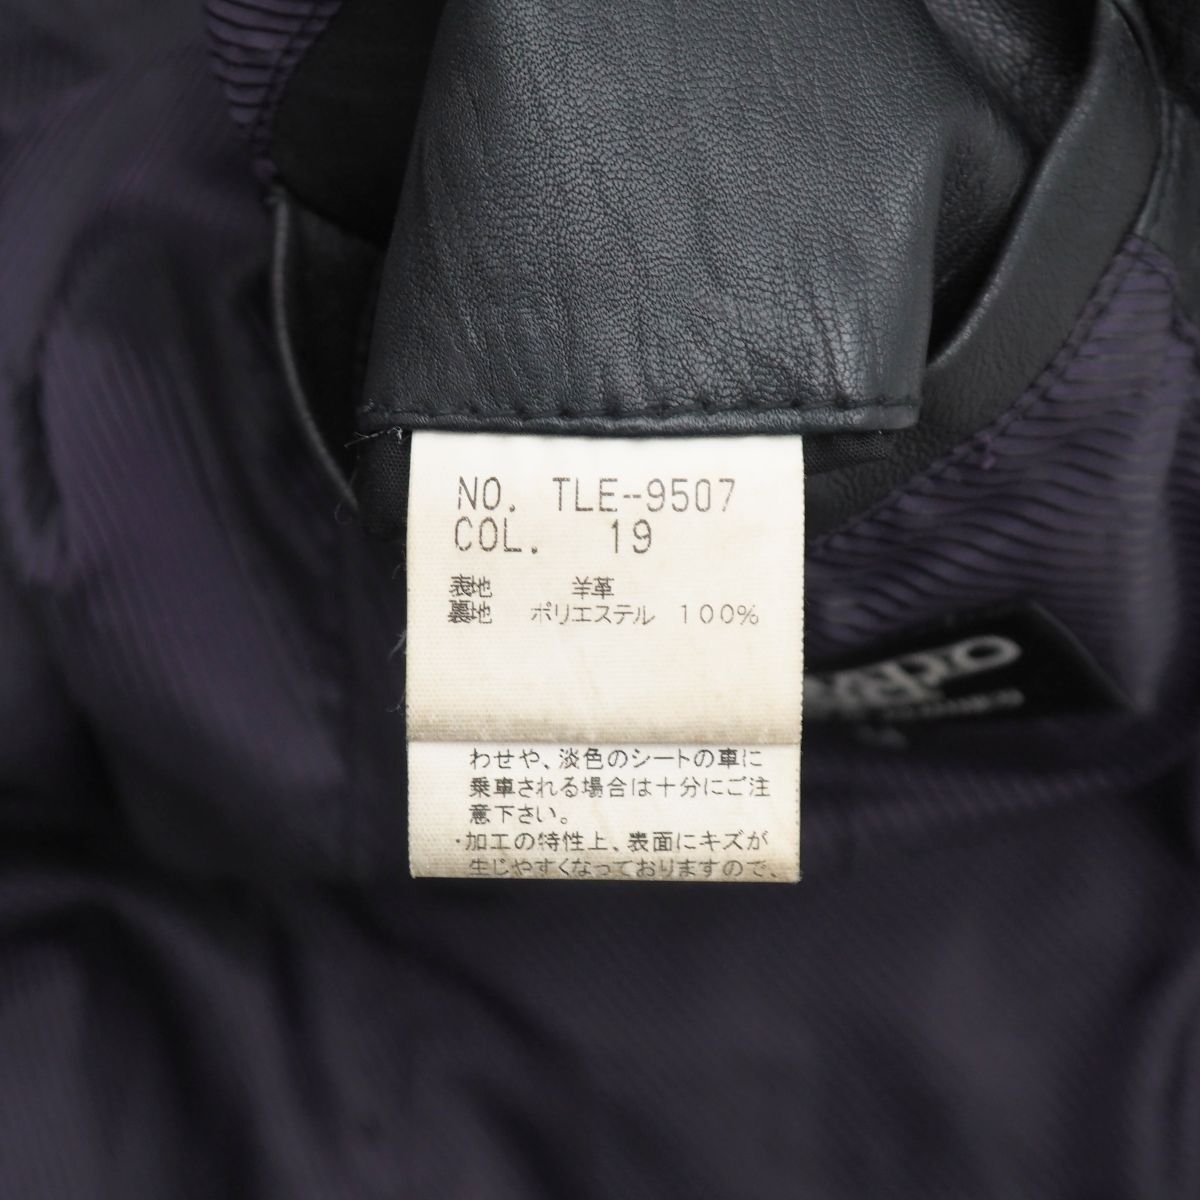 NO. TLE-9507
COL. 19
表地 羊革
裏地 ポリエステル 100%
わせや、淡色のシートの車に
乗車される場合は十分にご注
意下さい。
・加工の特性上、表面にキズが
生じやすくなっておりますので、